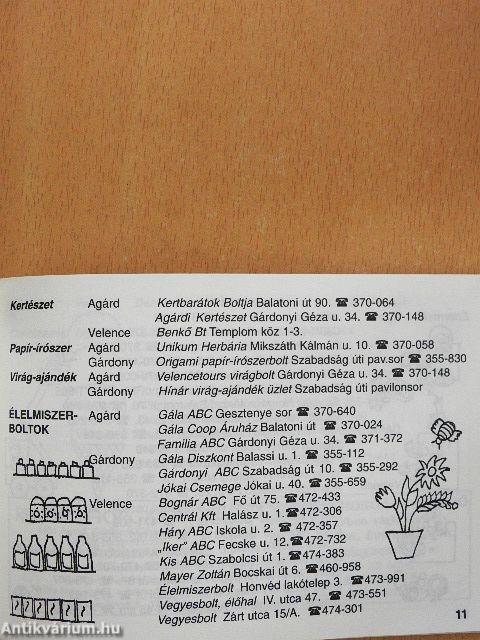 Kertészet Agárd Kertbarátok Boltja Balatoni út 90. ☎ 370-064
Agárdi Kertészet Gárdonyi Géza u. 34. ☎ 370-148
Velence Benkő Bt Templom köz 1-3.
Papír-írószer Agárd Unikum Herbária Mikszáth Kálmán u. 10. ☎ 370-058
Gárdony Origami papír-írószerbolt Szabadság úti pav.sor ☎ 355-830
Virág-ajándék Agárd Velencetours virágbolt Gárdonyi Géza u. 34. ☎ 370-148
Gárdony Hínár virág-ajándék üzlet Szabadság úti pavilonsor
ÉLELMISZER- Agárd Gála ABC Gesztenye sor ☎ 370-640
BOLTOK Gála Coop Áruház Balatoni út ☎ 370-024
Familia ABC Gárdonyi Géza u. 34. ☎ 371-372
Gárdony Gála Diszkont Balassi u. 1. ☎ 355-112
Gárdonyi ABC Szabadság út 10. ☎ 355-292
Jókai Csemege Jókai u. 40. ☎ 355-659
Velence Bognár ABC Fő út 75. ☎472-433
Centrál Kft Halász u. 1.☎472-306
Háry ABC Iskola u. 2. ☎472-357
„Iker" ABC Fecske u. 12.☎472-732
Kis ABC Szabolcsi út 1.☎474-383
Mayer Zoltán Bocskai út 6. ☎460-958
Élelmiszerbolt Honvéd lakótelep 3. ☎473-991
Vegyesbolt, élőhal IV. utca 47. ☎473-551
Vegyesbolt Zárt utca 15/A. ☎474-301
11
Antikvárium.hu